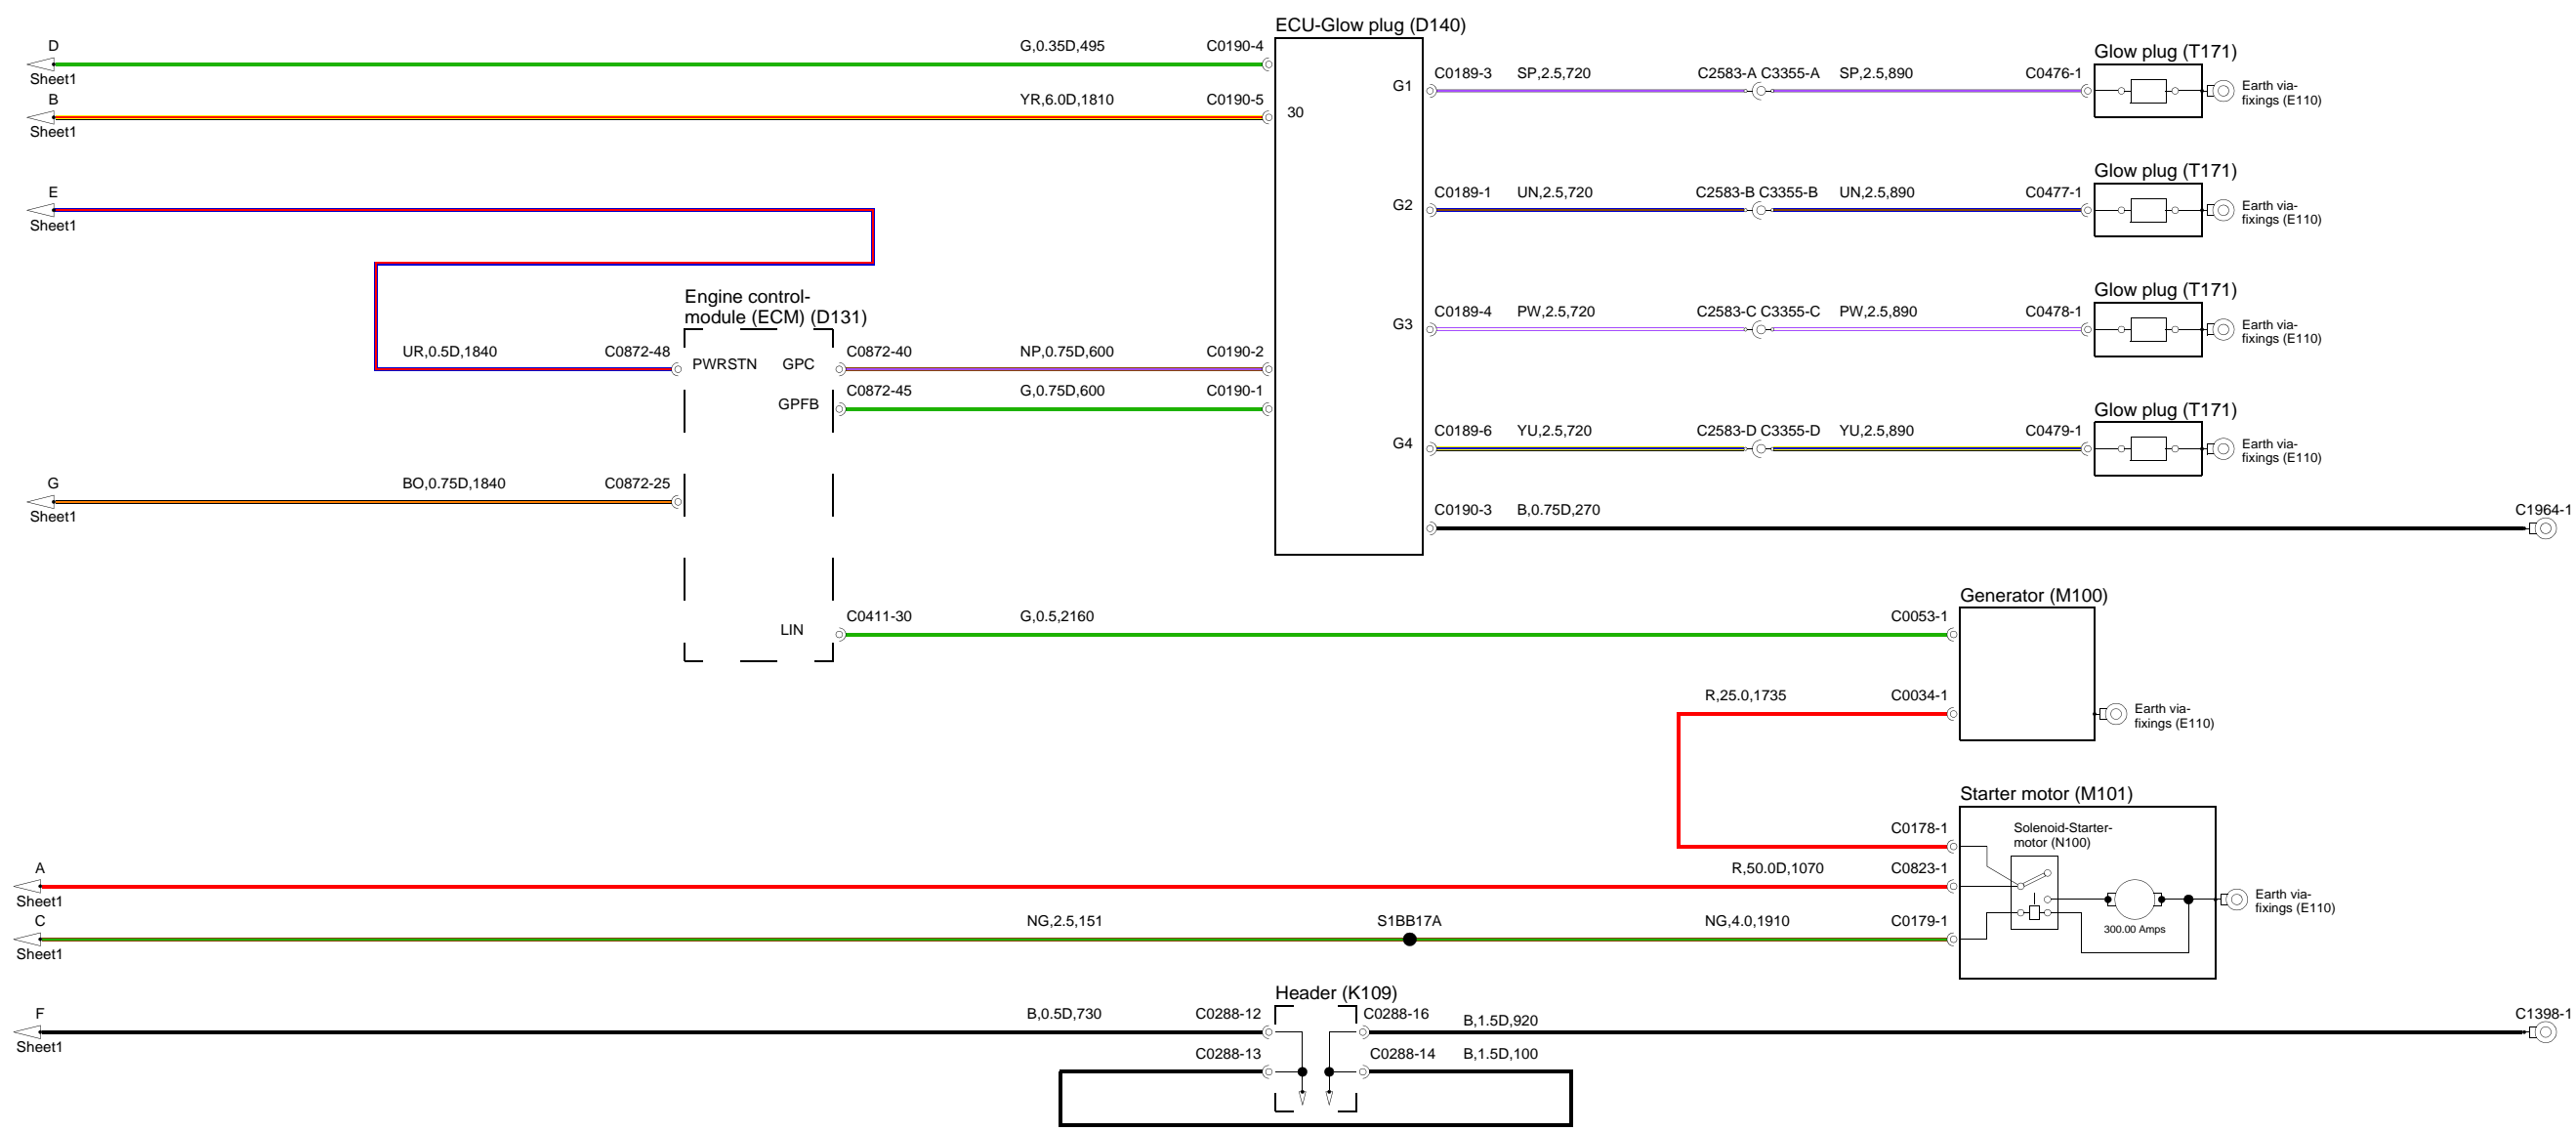 ECU-Glow plug (D140)
D
G,0.35D,495
C0190-4
Sheet1
B
YR,6.0D,1810
C0190-5
30
Sheet1
G1
C0189-3
SP,2.5,720
C2583-A C3355-A
SP,2.5,890
C0476-1
Glow plug (T171)
Earth via-
fixings (E110)
E
Sheet1
G2
C0189-1
UN,2.5,720
C2583-B C3355-B
UN,2.5,890
C0477-1
Glow plug (T171)
Earth via-
fixings (E110)
Engine control-
module (ECM) (D131)
G3
C0189-4
PW,2.5,720
C2583-C C3355-C
PW,2.5,890
C0478-1
Glow plug (T171)
Earth via-
fixings (E110)
UR,0.5D,1840
C0872-48
PWRSTN
GPC
C0872-40
NP,0.75D,600
C0190-2
GPFB
C0872-45
G,0.75D,600
C0190-1
G4
C0189-6
YU,2.5,720
C2583-D C3355-D
YU,2.5,890
C0479-1
Glow plug (T171)
Earth via-
fixings (E110)
G
BO,0.75D,1840
C0872-25
Sheet1
C0190-3
B,0.75D,270
C1964-1
Generator (M100)
LIN
C0411-30
G,0.5,2160
C0053-1
R,25.0,1735
C0034-1
Earth via-
fixings (E110)
Starter motor (M101)
C0178-1
Solenoid-Starter-
motor (N100)
A
R,50.0D,1070
C0823-1
Sheet1
Earth via-
fixings (E110)
300.00 Amps
C
NG,2.5,151
S1BB17A
NG,4.0,1910
C0179-1
Sheet1
Header (K109)
F
B,0.5D,730
C0288-12
C0288-16
B,1.5D,920
C1398-1
Sheet1
C0288-13
C0288-14
B,1.5D,100